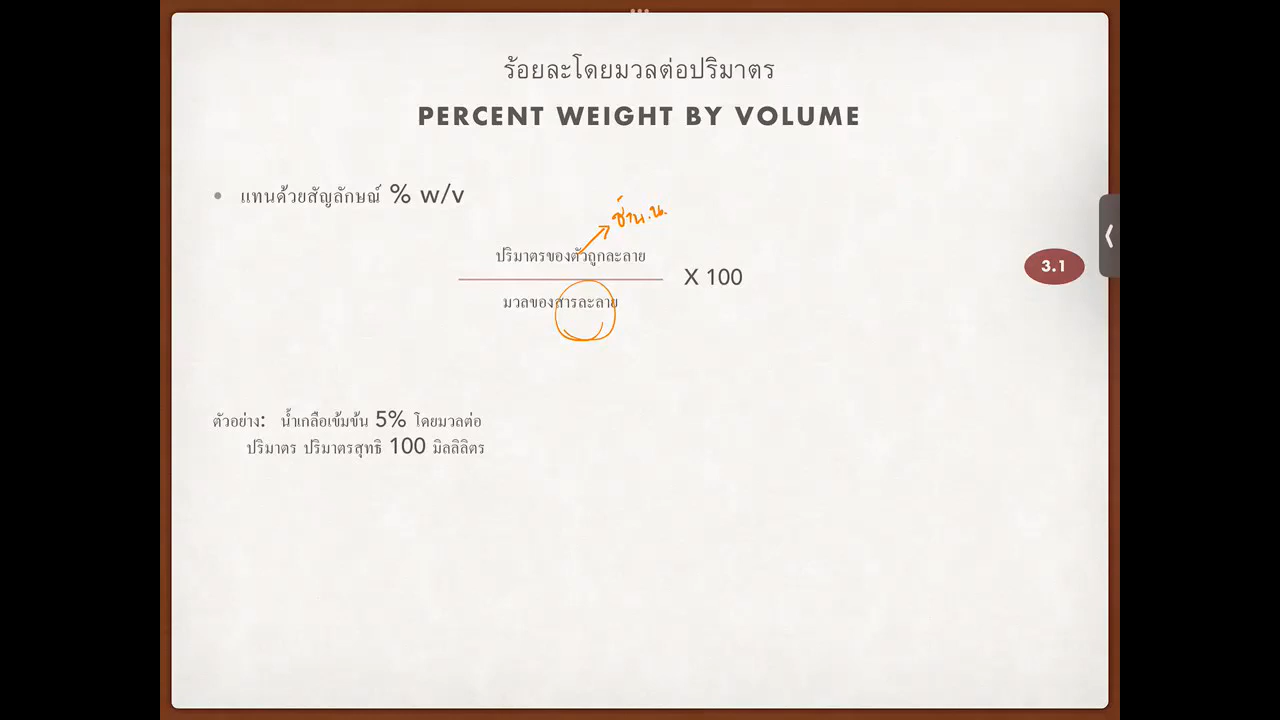 ร้อยละโดยมวลต่อปริมาตร
PERCENT WEIGHT BY VOLUME
• แทนด้วยสัญลักษณ์ % w/v
ปริมาตรของตัวถูกละลาย
มวลของสารละลาย
X 100
3.1
ตัวอย่าง: น้ำเกลือเข้มข้น 5% โดยมวลต่อ
ปริมาตร ปริมาตรสุทธิ 100 มิลลิลิตร